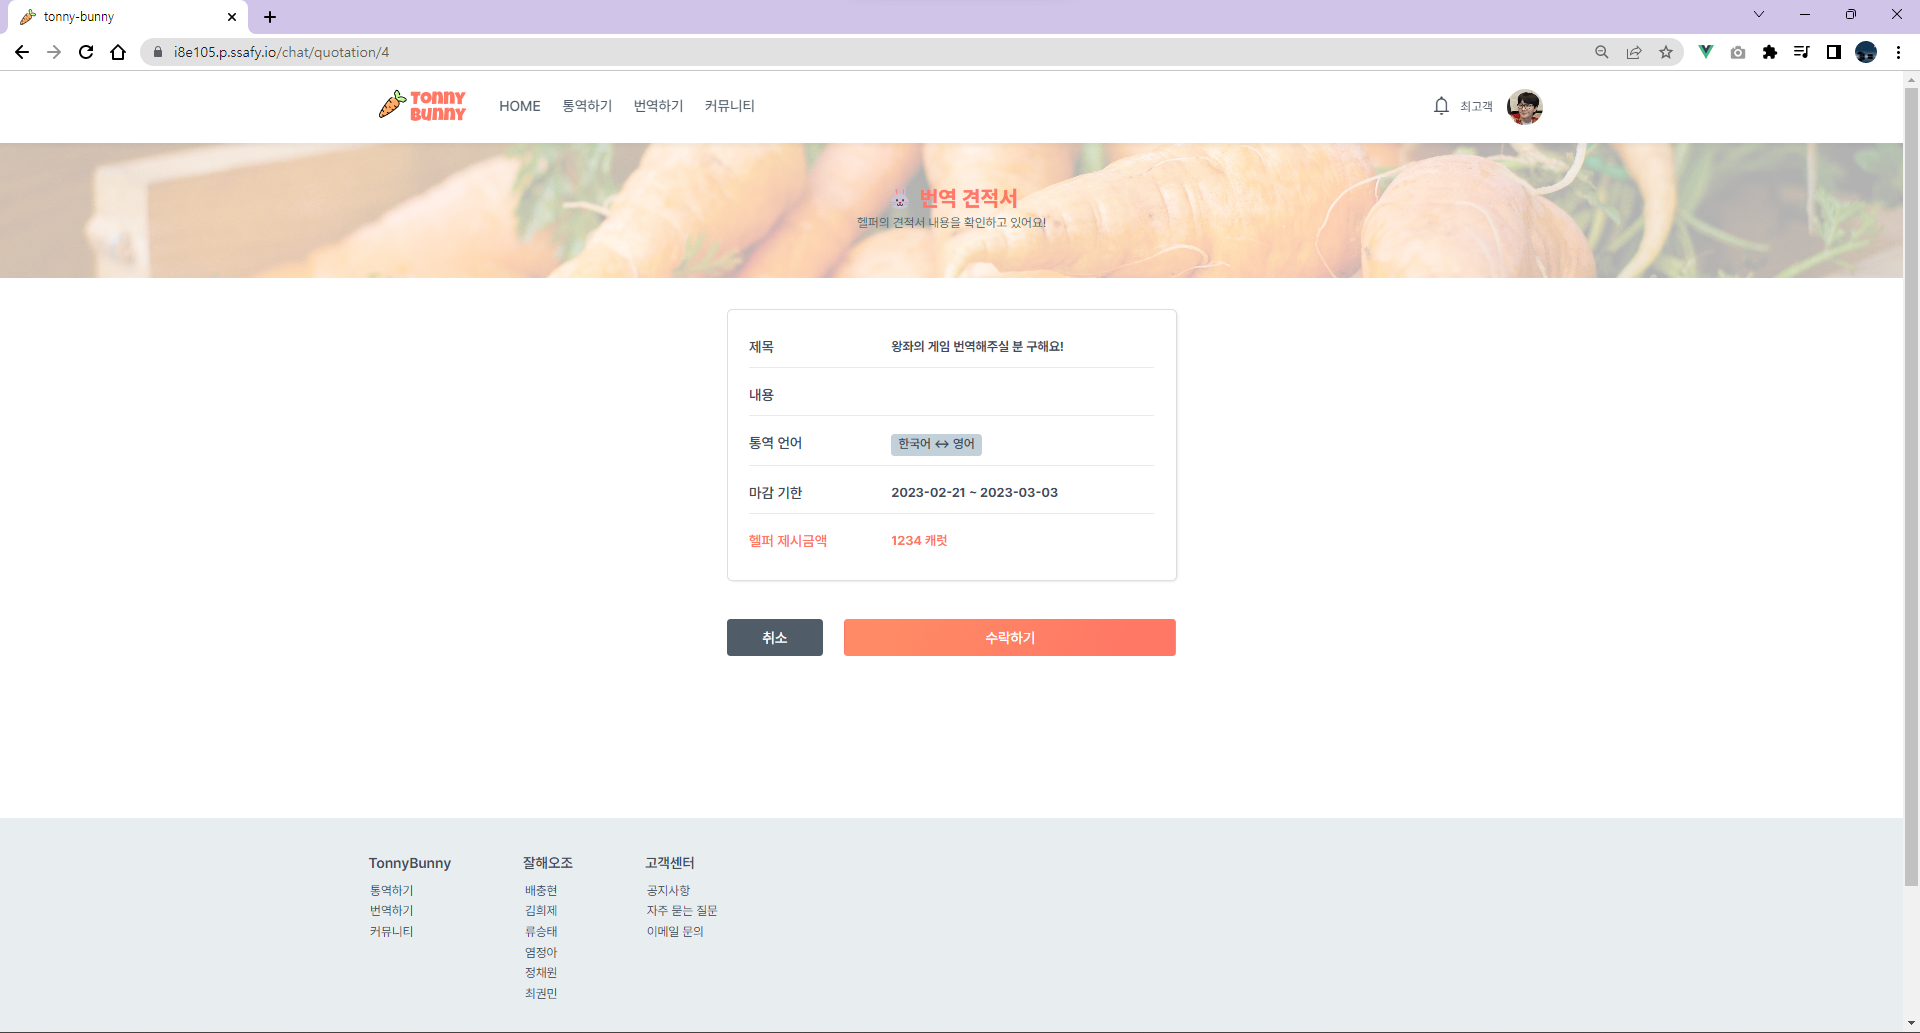 tonny-bunny
i8e105.p.ssafy.io/chat/quotation/4
TONNY BUNNY
HOME 통역하기 번역하기 커뮤니티
최고객
번역 견적서
헬퍼의 견적서 내용을 확인하고 있어요!
제목 왕좌의 게임 번역해주실 분 구해요!
내용
통역 언어 한국어 ↔ 영어
마감 기한 2023-02-21 ~ 2023-03-03
헬퍼 제시금액 1234 캐럿
취소 수락하기
TonnyBunny
통역하기
번역하기
커뮤니티
잘해오조
배충현
김희제
류승태
염정아
정채원
최권민
고객센터
공지사항
자주 묻는 질문
이메일 문의